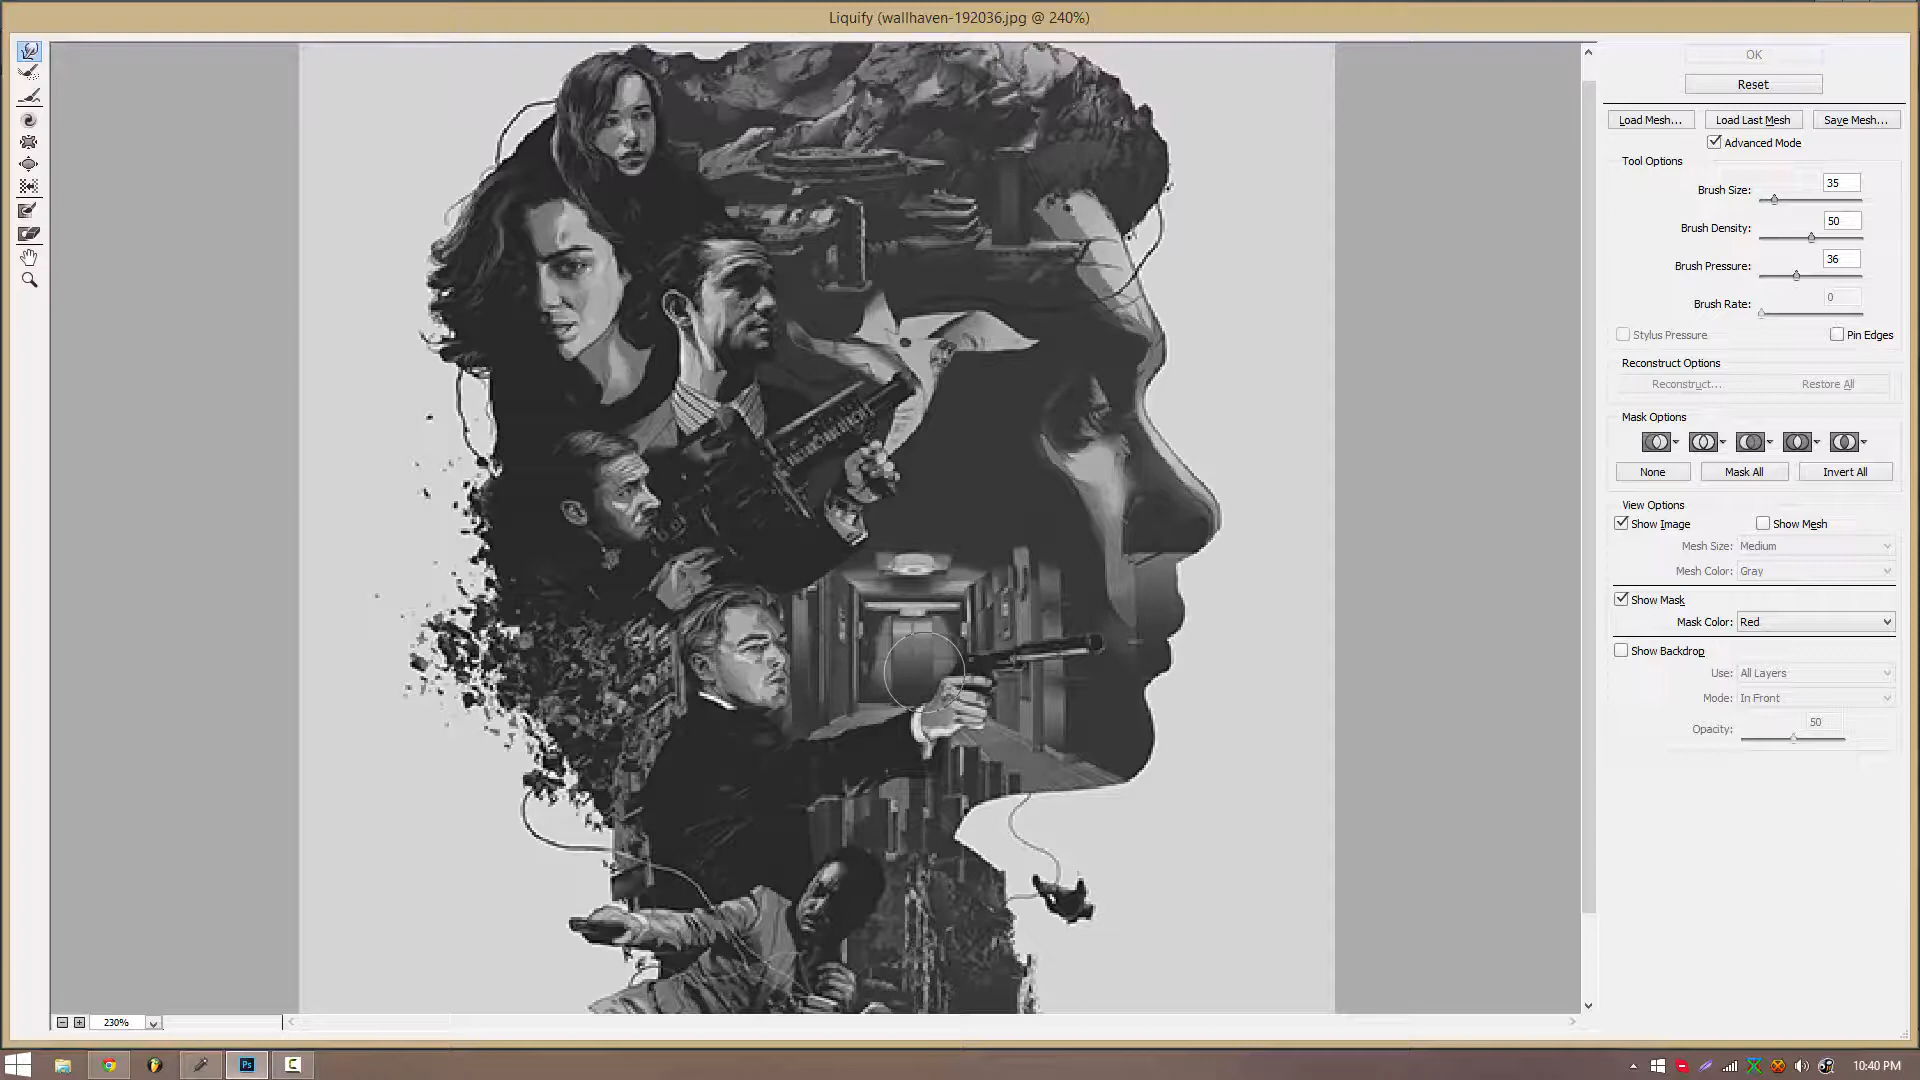 Liquify (wallhaven-192036.jpg @ 240%)
OK
Reset
Load Mesh...
Load Last Mesh
Save Mesh...
Advanced Mode
Tool Options
Brush Size:
35
Brush Density:
50
Brush Pressure:
36
Brush Rate:
0
Stylus Pressure
Pin Edges
Reconstruct Options
Reconstruct...
Restore All
Mask Options
None
Mask All
Invert All
View Options
Show Image
Show Mesh
Mesh Size:
Medium
Mesh Color:
Gray
Show Mask
Mask Color:
Red
Show Backdrop
Use:
All Layers
Mode:
In Front
Opacity:
50
230%
Ps
10:40 PM